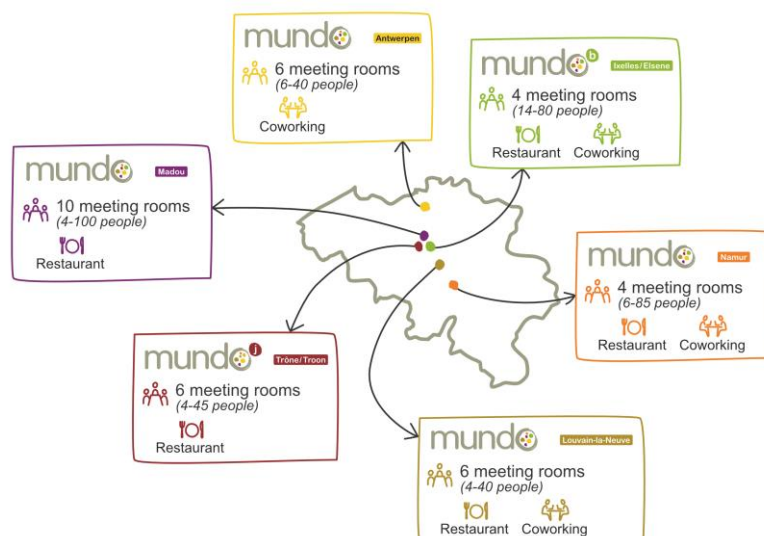 mundo
Antwerpen
6 meeting rooms
(6-40 people)
Coworking
mundo b
Ixelles/Elsene
4 meeting rooms
(14-80 people)
Restaurant Coworking
mundo
Madou
10 meeting rooms
(4-100 people)
Restaurant
mundo
Namur
4 meeting rooms
(6-85 people)
Restaurant Coworking
mundo j
Trône/Troon
6 meeting rooms
(4-45 people)
Restaurant
mundo
Louvain-la-Neuve
6 meeting rooms
(4-40 people)
Restaurant Coworking